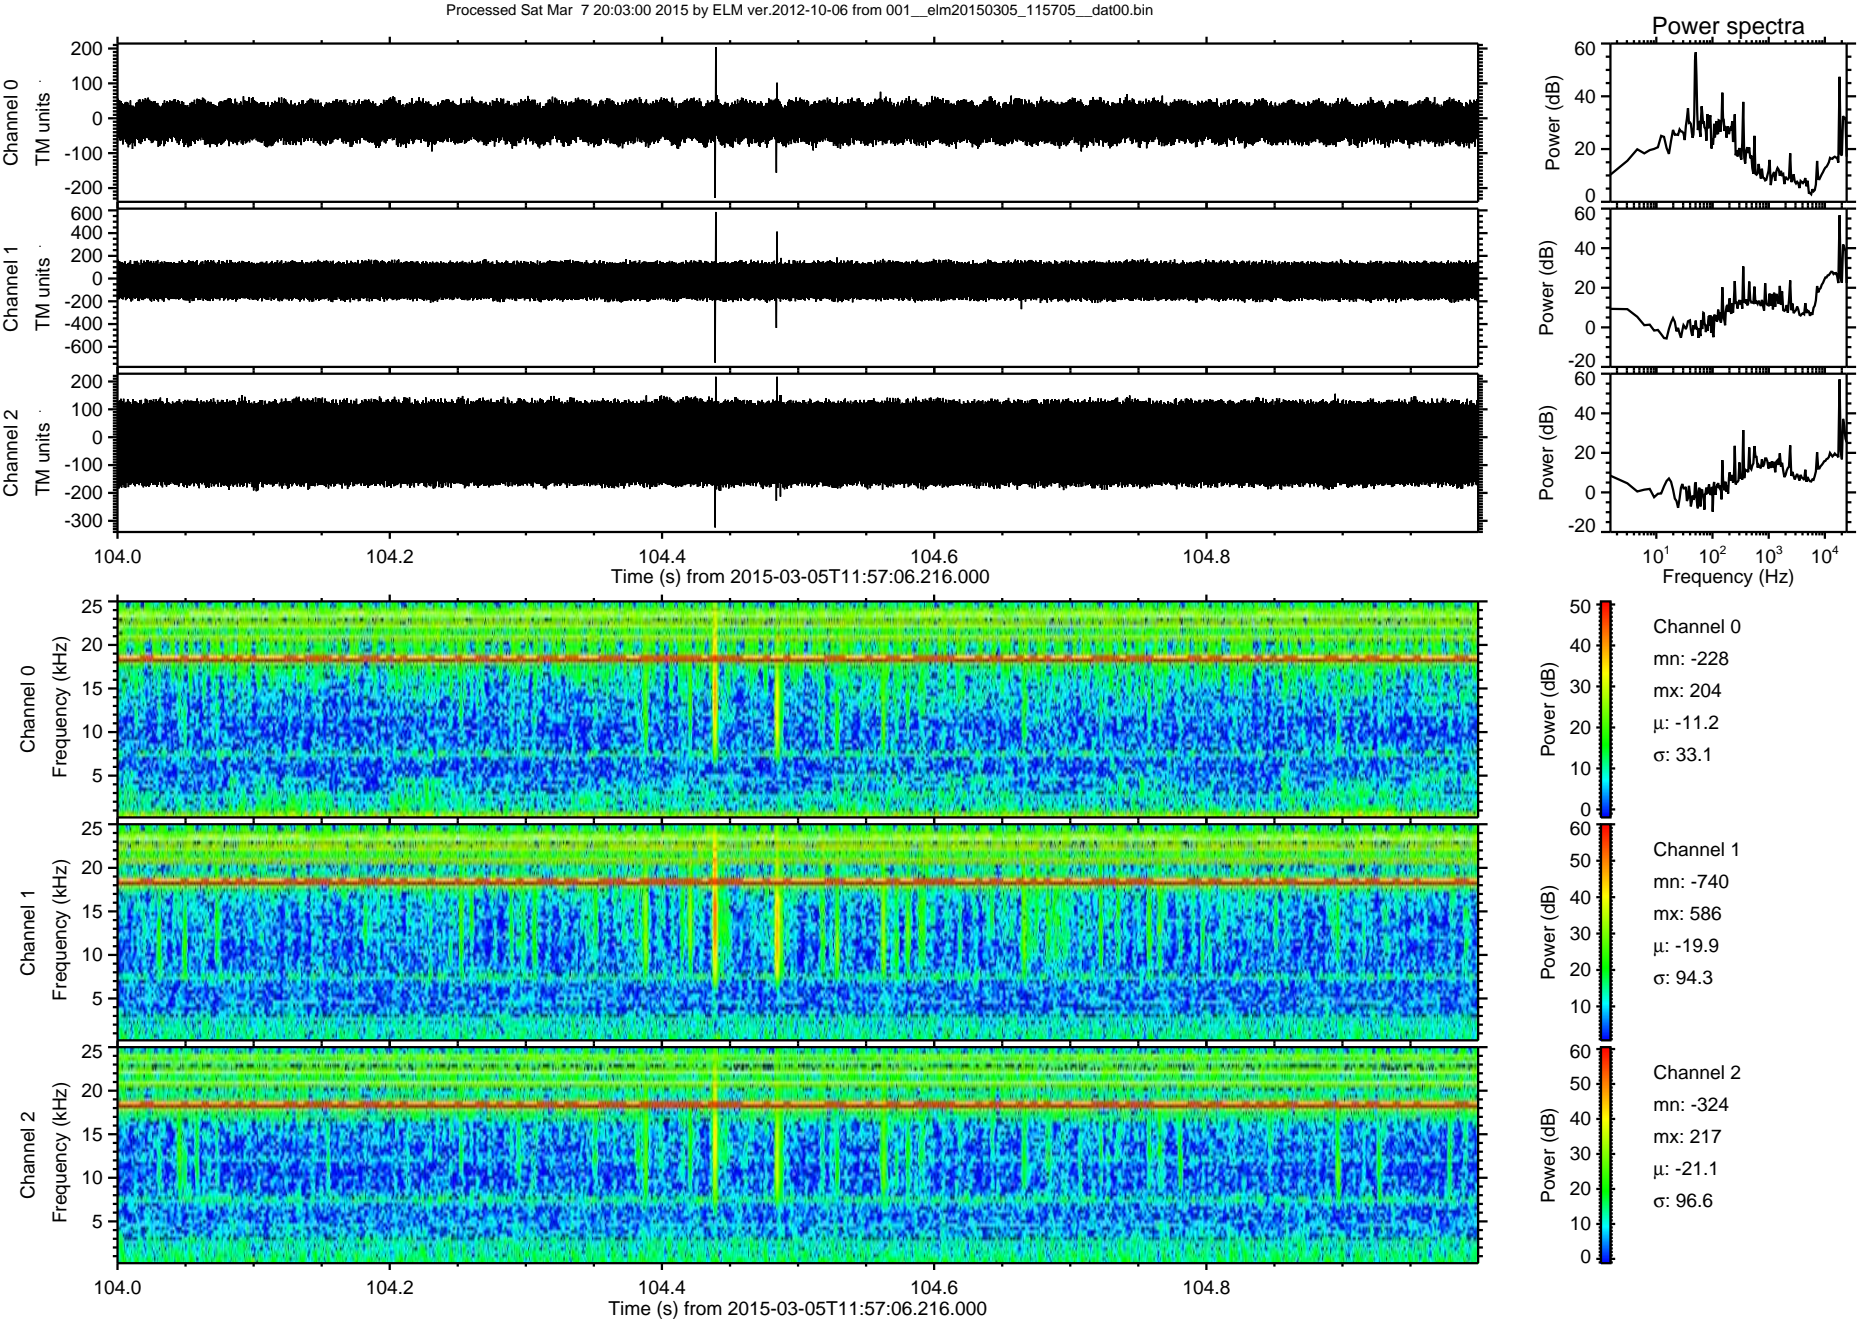 Processed Sat Mar 7 20:03:00 2015 by ELM ver.2012-10-06 from 001__elm20150305_115705__dat00.bin
Power spectra
Channel 0
TM units
200
100
0
-100
-200
Power (dB)
60
40
20
0
Channel 1
TM units
600
400
200
0
-200
-400
-600
Power (dB)
60
40
20
0
-20
Channel 2
TM units
200
100
0
-100
-200
-300
Power (dB)
60
40
20
0
-20
104.0 104.2 104.4 104.6 104.8
Time (s) from 2015-03-05T11:57:06.216.000
10^1 10^2 10^3 10^4
Frequency (Hz)
Channel 0
Frequency (kHz)
25
20
15
10
5
Power (dB)
50
40
30
20
10
0
Channel 0
mn: -228
mx: 204
μ: -11.2
σ: 33.1
Channel 1
Frequency (kHz)
25
20
15
10
5
Power (dB)
60
50
40
30
20
10
Channel 1
mn: -740
mx: 586
μ: -19.9
σ: 94.3
Channel 2
Frequency (kHz)
25
20
15
10
5
Power (dB)
60
50
40
30
20
10
0
Channel 2
mn: -324
mx: 217
μ: -21.1
σ: 96.6
104.0 104.2 104.4 104.6 104.8
Time (s) from 2015-03-05T11:57:06.216.000